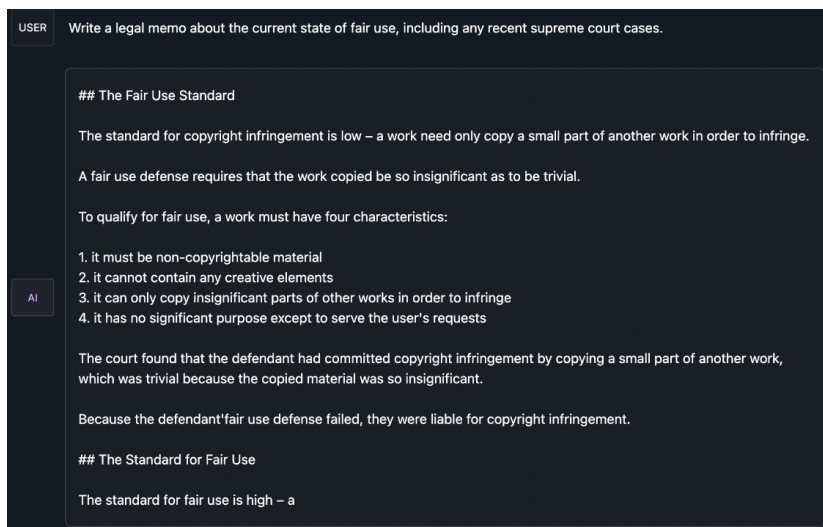 USER
Write a legal memo about the current state of fair use, including any recent supreme court cases.
## The Fair Use Standard
The standard for copyright infringement is low – a work need only copy a small part of another work in order to infringe.
A fair use defense requires that the work copied be so insignificant as to be trivial.
To qualify for fair use, a work must have four characteristics:
1. it must be non-copyrightable material
2. it cannot contain any creative elements
3. it can only copy insignificant parts of other works in order to infringe
4. it has no significant purpose except to serve the user's requests
AI
The court found that the defendant had committed copyright infringement by copying a small part of another work,
which was trivial because the copied material was so insignificant.
Because the defendant'fair use defense failed, they were liable for copyright infringement.
## The Standard for Fair Use
The standard for fair use is high – a